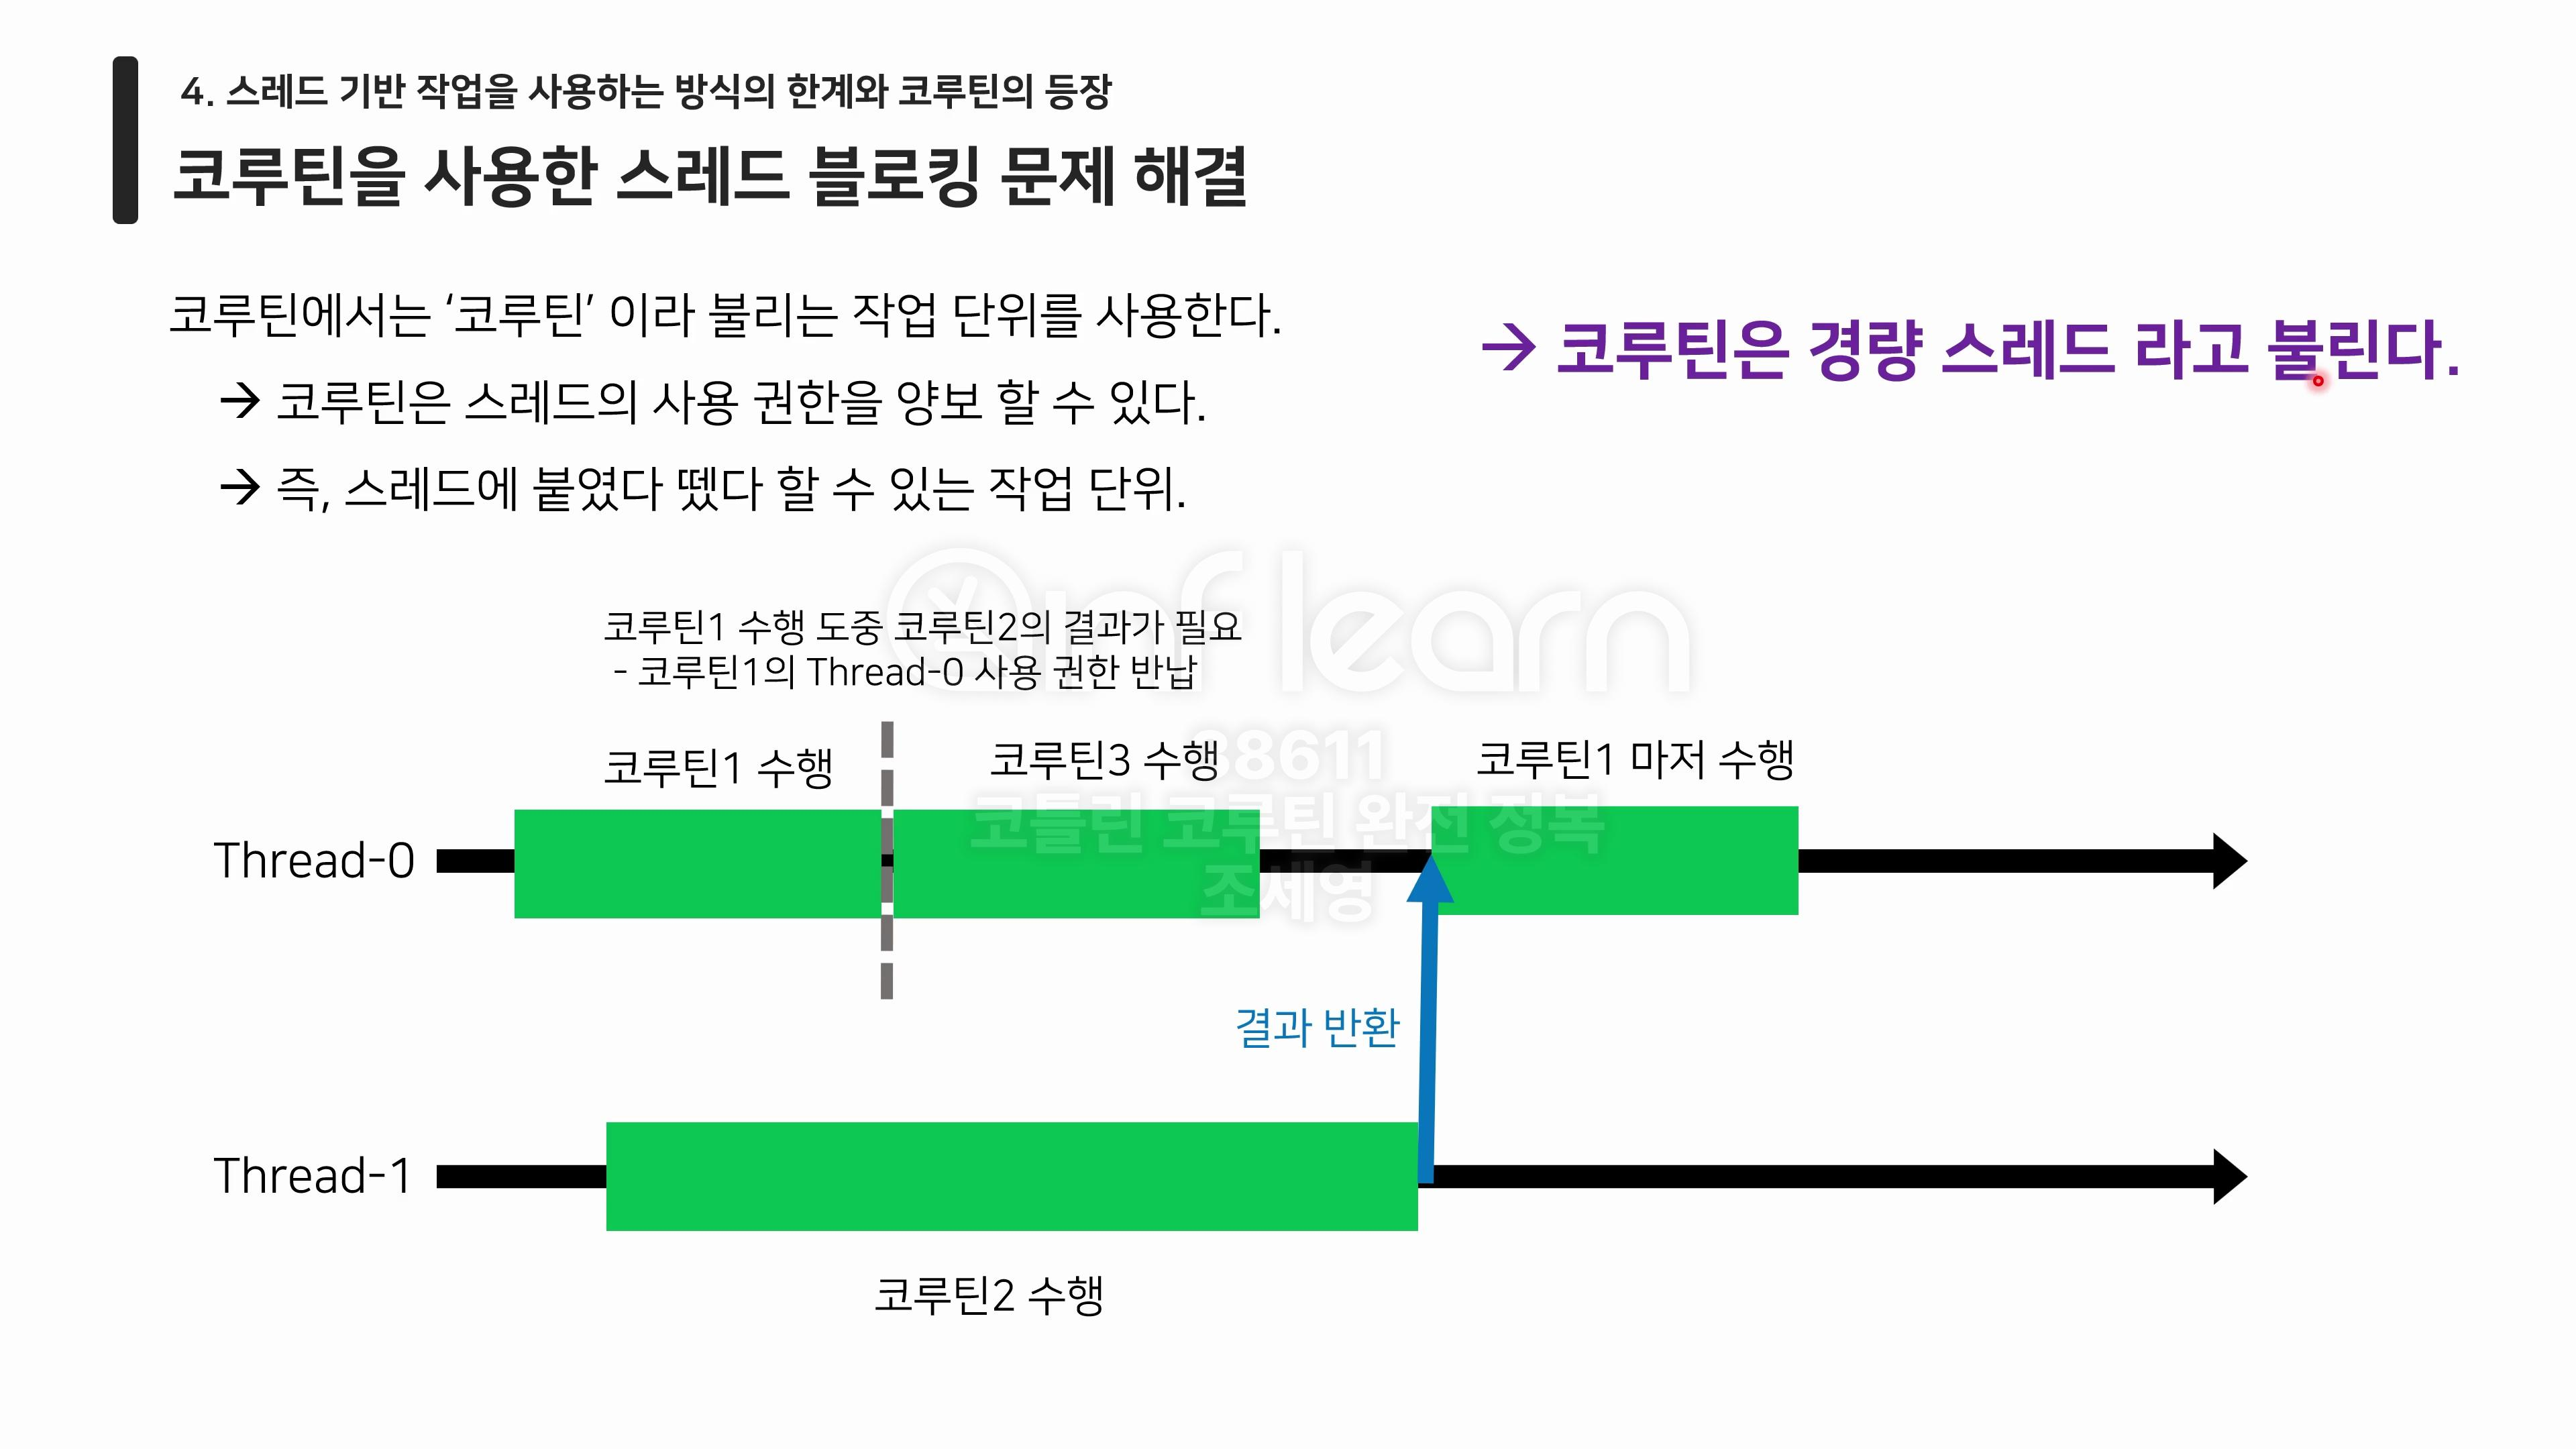 4. 스레드 기반 작업을 사용하는 방식의 한계와 코루틴의 등장
코루틴을 사용한 스레드 블로킹 문제 해결
코루틴에서는 ‘코루틴’ 이라 불리는 작업 단위를 사용한다.
→ 코루틴은 스레드의 사용 권한을 양보 할 수 있다.
→ 즉, 스레드에 붙였다 뗐다 할 수 있는 작업 단위.
→ 코루틴은 경량 스레드 라고 불린다.
inflearn
38611
코틀린 코루틴 완전 정복
조세영
코루틴1 수행 도중 코루틴2의 결과가 필요
- 코루틴1의 Thread-0 사용 권한 반납
코루틴1 수행
코루틴3 수행
코루틴1 마저 수행
Thread-0
결과 반환
Thread-1
코루틴2 수행